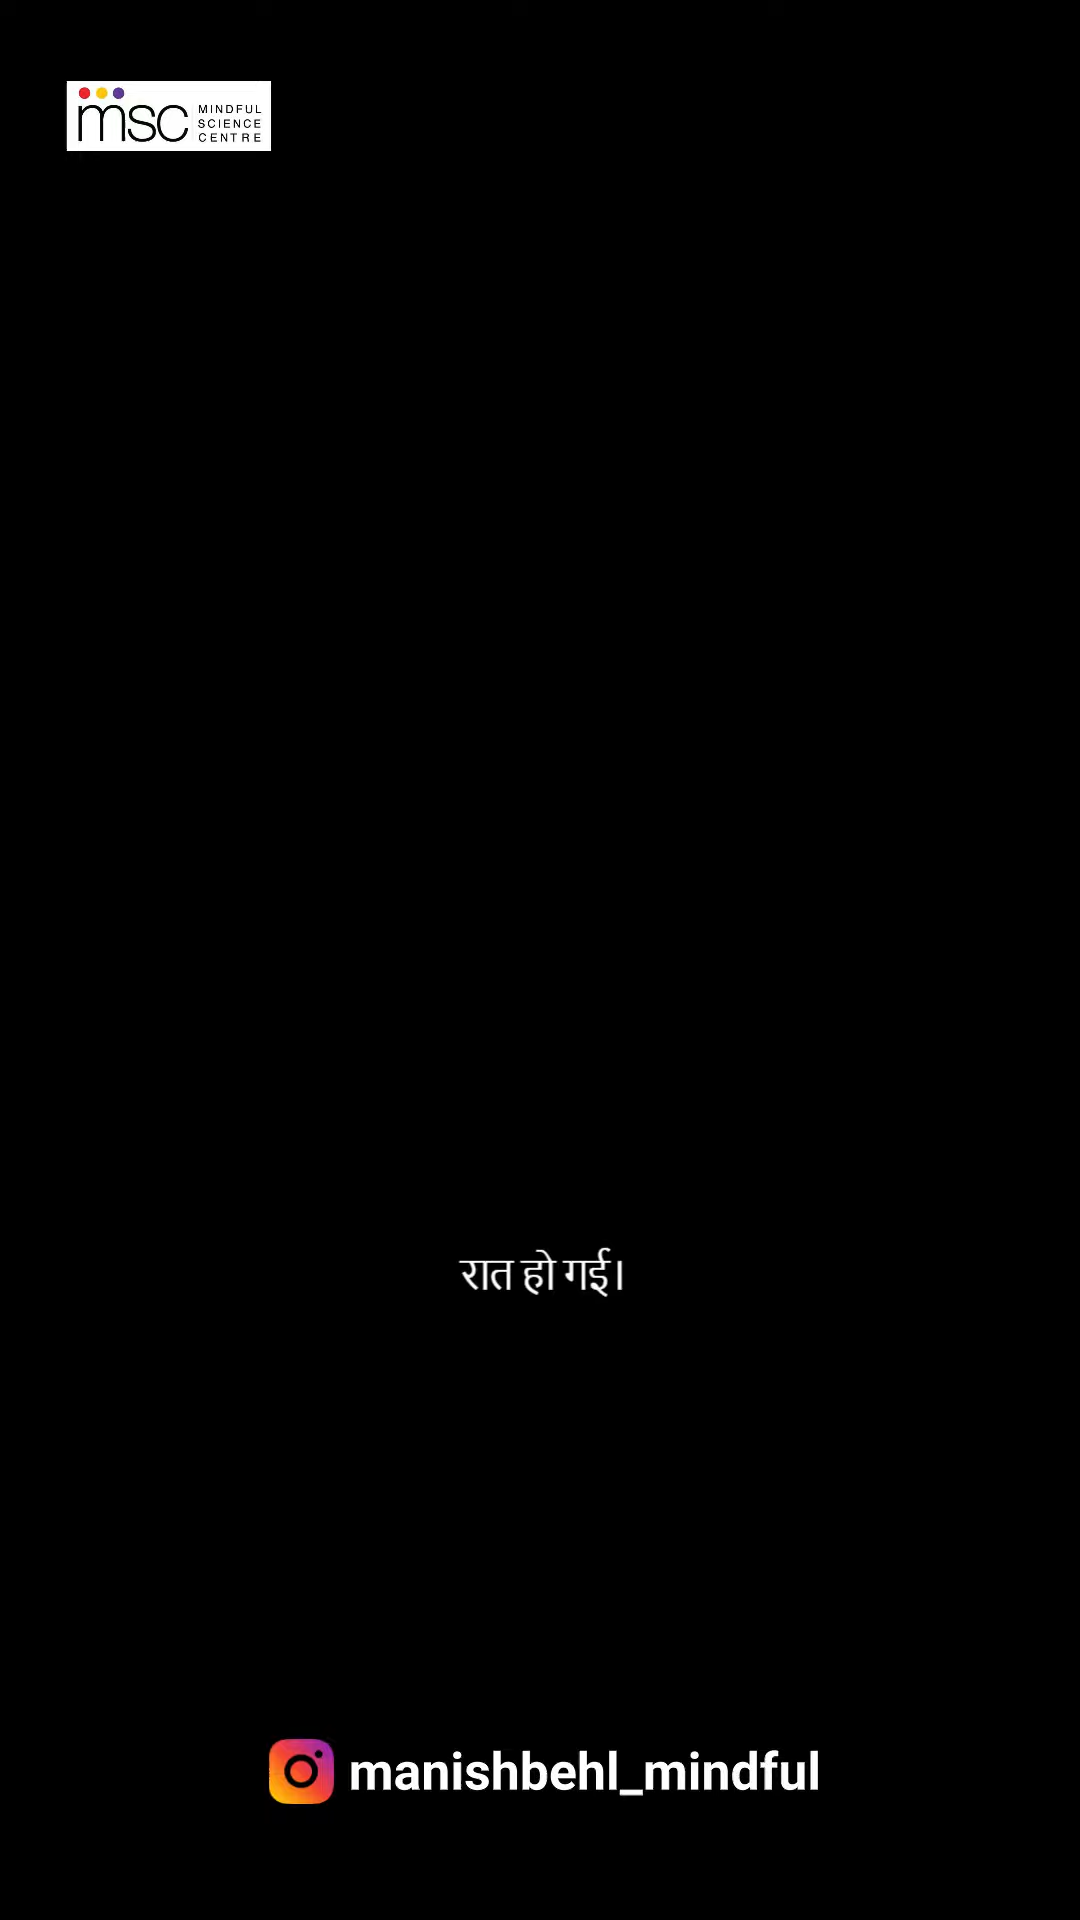 msc
MINDFUL
SCIENCE
CENTRE
रात हो गई।
manishbehl_mindful